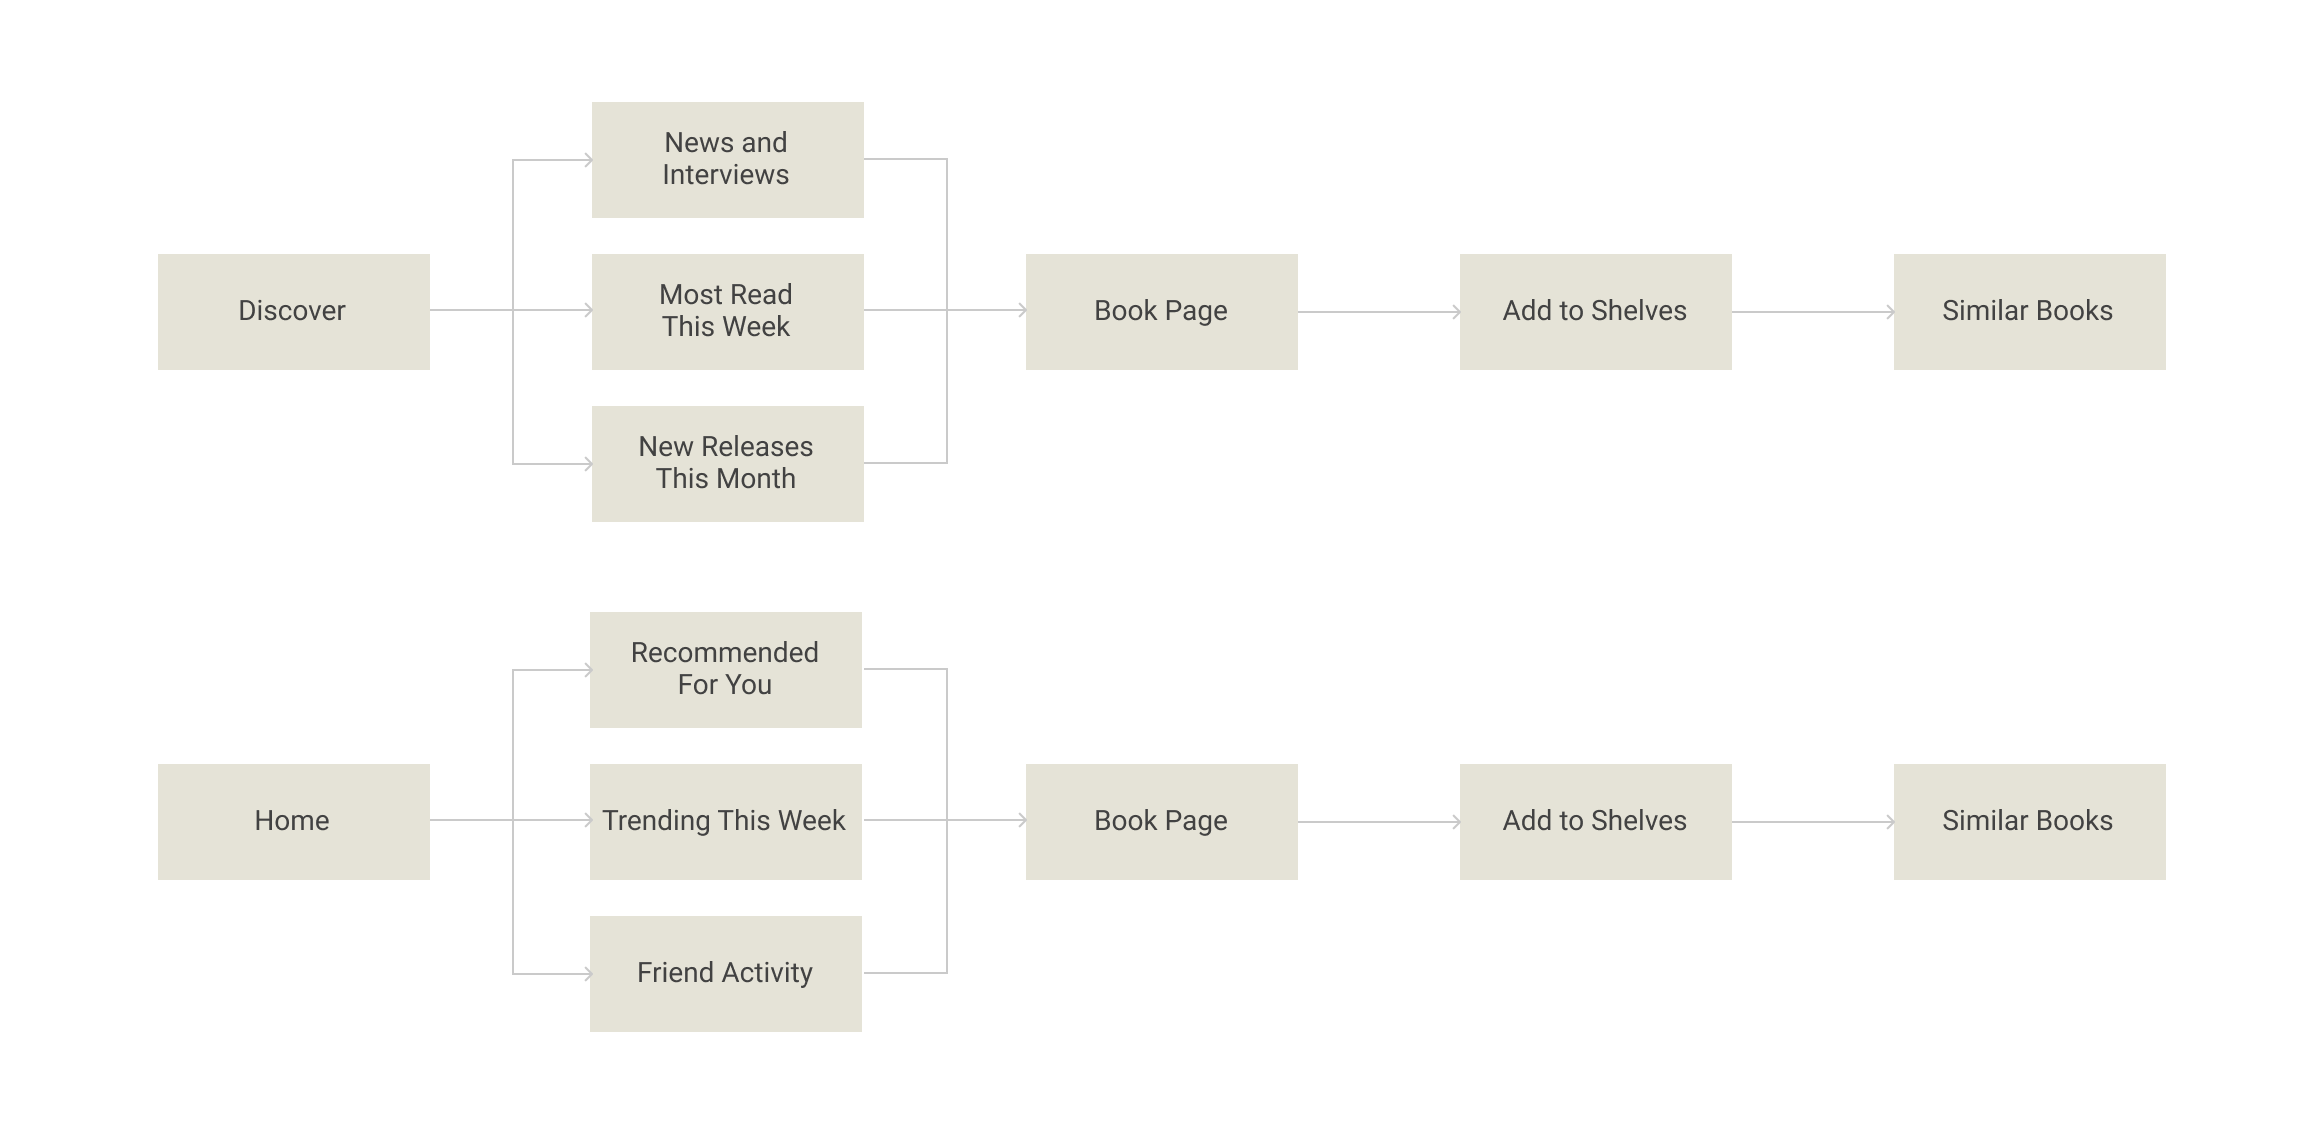 Discover
News and
Interviews
Most Read
This Week
New Releases
This Month
Book Page
Add to Shelves
Similar Books
Home
Recommended
For You
Trending This Week
Friend Activity
Book Page
Add to Shelves
Similar Books